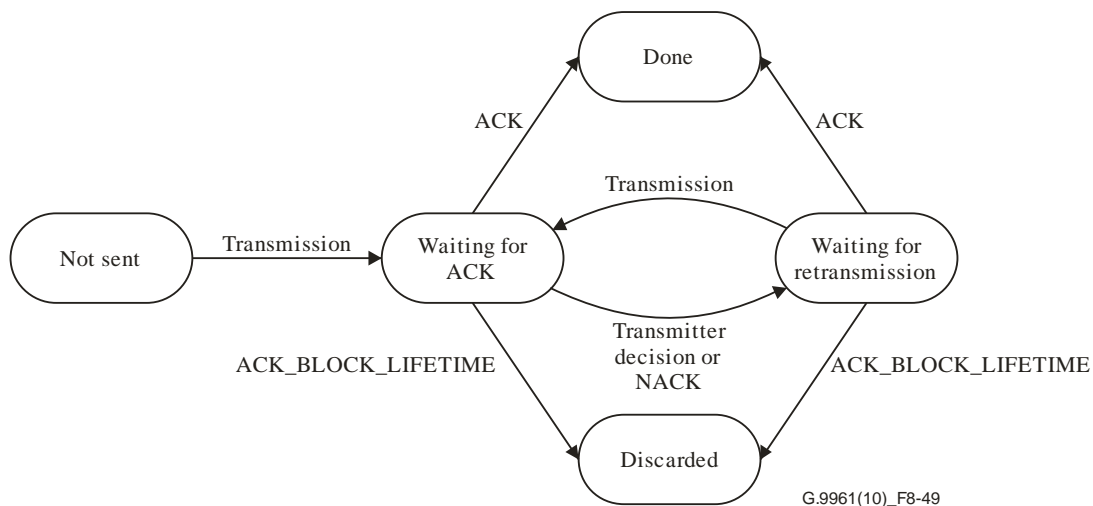 Done
ACK
ACK
Transmission
Not sent
Transmission
Waiting for
ACK
Waiting for
retransmission
Transmitter
decision or
NACK
ACK_BLOCK_LIFETIME
ACK_BLOCK_LIFETIME
Discarded
G.9961(10)_F8-49